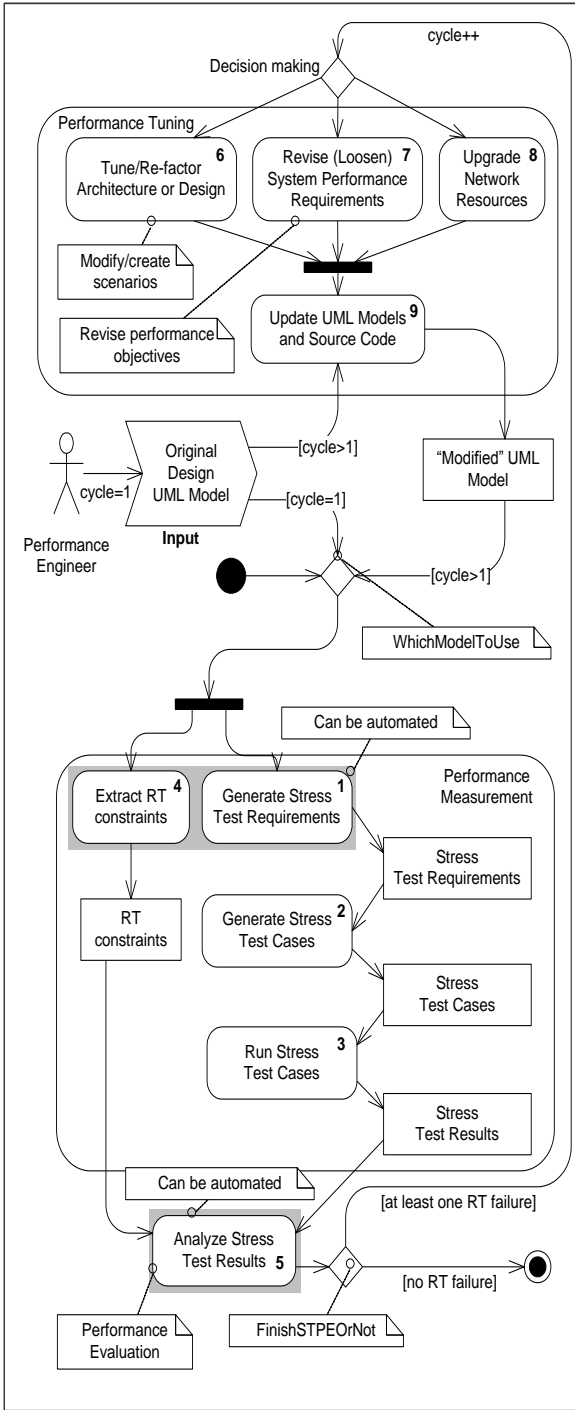 cycle++
Decision making
Performance Tuning
6
Tune/Re-factor
Architecture or Design
7
Revise (Loosen)
System Performance
Requirements
8
Upgrade
Network
Resources
Modify/create
scenarios
Revise performance
objectives
9
Update UML Models
and Source Code
Original
Design
UML Model
Input
cycle=1
Performance
Engineer
[cycle>1]
[cycle=1]
“Modified” UML
Model
[cycle>1]
WhichModelToUse
Can be automated
Performance
Measurement
4
Extract RT
constraints
1
Generate Stress
Test Requirements
Stress
Test Requirements
RT
constraints
2
Generate Stress
Test Cases
Stress
Test Cases
3
Run Stress
Test Cases
Stress
Test Results
Can be automated
[at least one RT failure]
Analyze Stress
Test Results 5
[no RT failure]
Performance
Evaluation
FinishSTPEOrNot